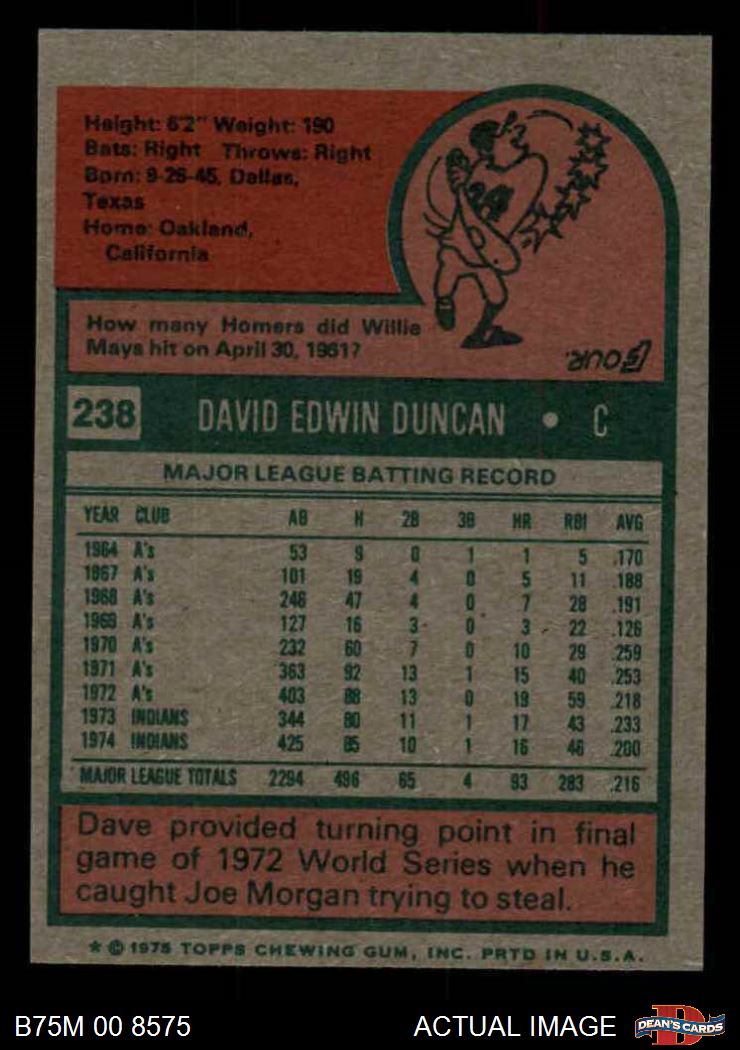 Height: 6'2" Weight: 190
Bats: Right Throws: Right
Born: 9-26-45, Dallas,
Texas
Home: Oakland,
California
How many Homers did Willie
Mays hit on April 30, 1961?
FOUR.
238 DAVID EDWIN DUNCAN • C
MAJOR LEAGUE BATTING RECORD
YEAR CLUB AB H 2B 3B HR RBI AVG
1964 A's 53 9 0 1 1 5 .170
1967 A's 101 19 4 0 5 11 .188
1968 A's 246 47 4 0 7 28 .191
1969 A's 127 16 3 0 3 22 .126
1970 A's 232 60 7 0 10 29 .259
1971 A's 363 92 13 1 15 40 .253
1972 A's 403 88 13 0 19 59 .218
1973 INDIANS 344 80 11 1 17 43 .233
1974 INDIANS 425 85 10 1 16 46 .200
MAJOR LEAGUE TOTALS 2294 496 65 4 93 283 .216
Dave provided turning point in final
game of 1972 World Series when he
caught Joe Morgan trying to steal.
* © 1975 TOPPS CHEWING GUM, INC. PRTD IN U.S.A.
B75M 00 8575 ACTUAL IMAGE DEAN'S CARDS